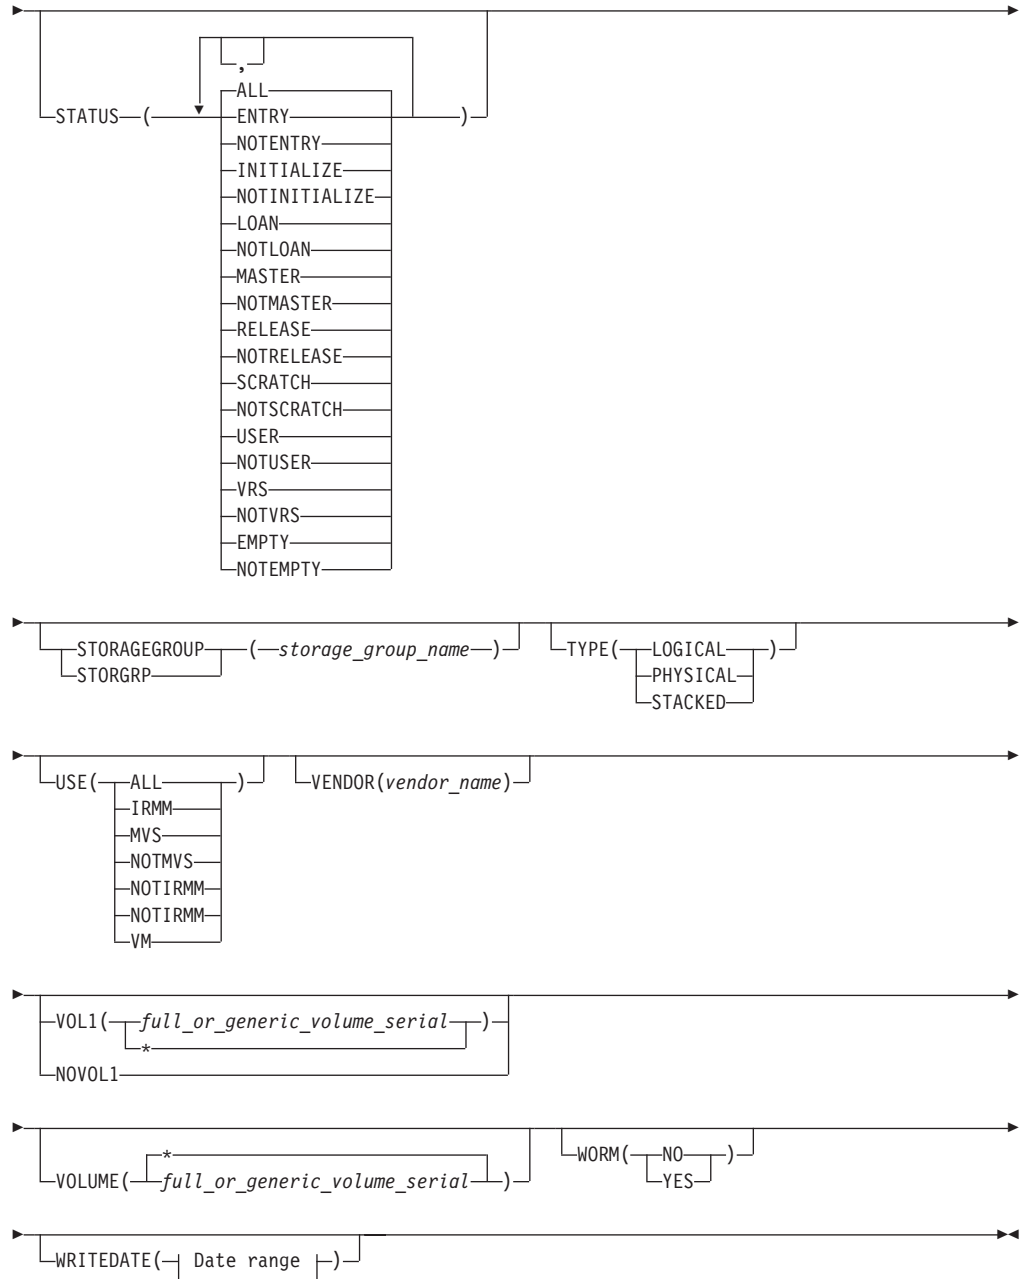 ,
ALL
STATUS ( ENTRY )
NOTENTRY
INITIALIZE
NOTINITIALIZE
LOAN
NOTLOAN
MASTER
NOTMASTER
RELEASE
NOTRELEASE
SCRATCH
NOTSCRATCH
USER
NOTUSER
VRS
NOTVRS
EMPTY
NOTEMPTY
STORAGEGROUP ( storage_group_name ) TYPE( LOGICAL )
STORGRP PHYSICAL
STACKED
USE( ALL ) VENDOR(vendor_name)
IRMM
MVS
NOTMVS
NOTIRMM
NOTIRMM
VM
VOL1( full_or_generic_volume_serial )
*
NOVOL1
* WORM( NO )
VOLUME( full_or_generic_volume_serial ) YES
WRITEDATE( Date range )